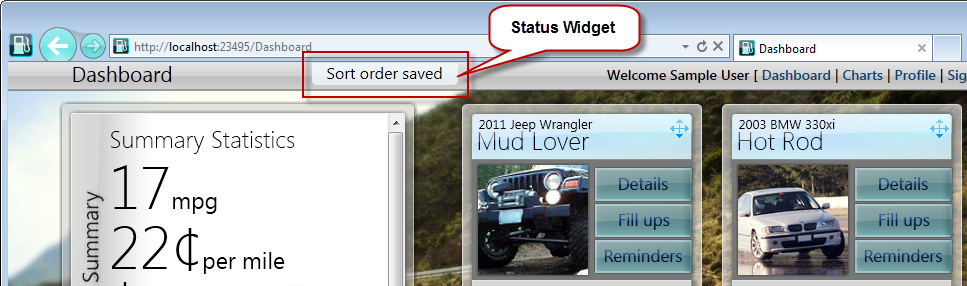 Status Widget
http://localhost:23495/Dashboard
Dashboard
Dashboard
Sort order saved
Welcome Sample User [ Dashboard | Charts | Profile | Sig
Summary
Summary Statistics
17 mpg
22¢ per mile
2011 Jeep Wrangler
Mud Lover
Details
Fill ups
Reminders
2003 BMW 330xi
Hot Rod
Details
Fill ups
Reminders